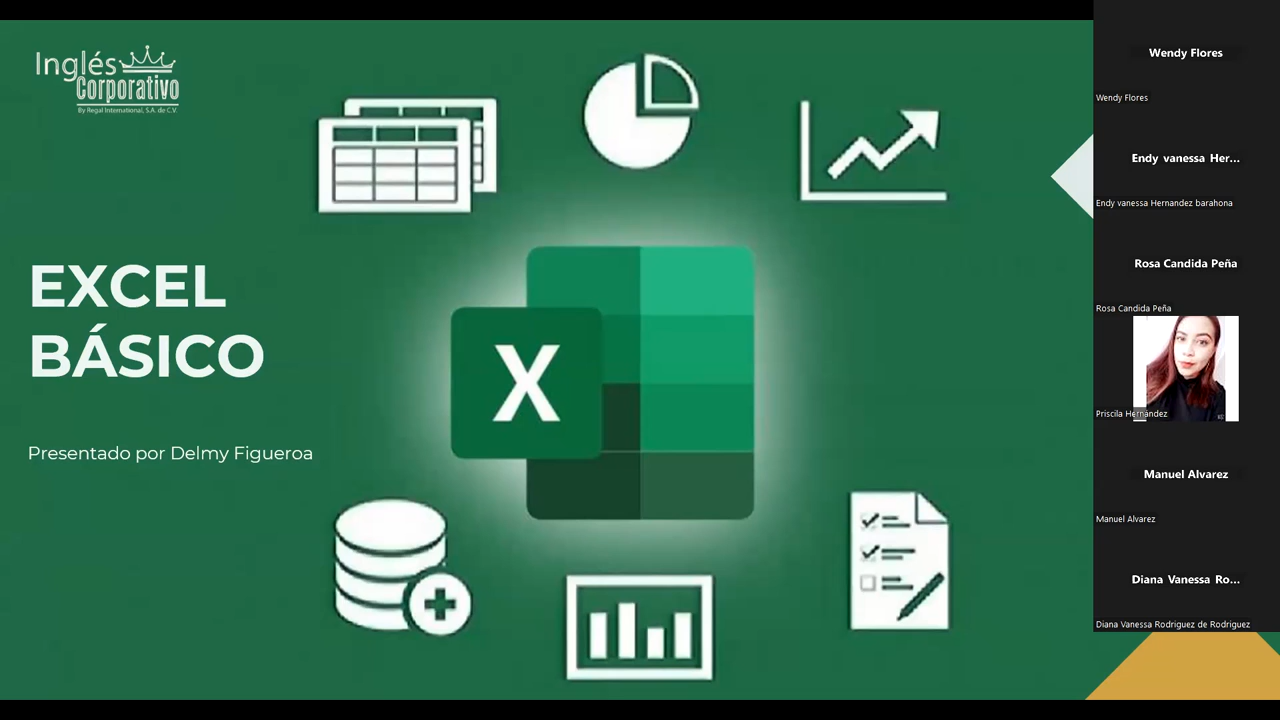 Inglés
Corporativo
By Regal International, S.A. de C.V.
EXCEL
BÁSICO
Presentado por Delmy Figueroa
X
Wendy Flores
Wendy Flores
Endy vanessa Her...
Endy vanessa Hernandez barahona
Rosa Candida Peña
Rosa Candida Peña
Priscila Hernández
Manuel Alvarez
Manuel Alvarez
Diana Vanessa Ro...
Diana Vanessa Rodriguez de Rodriguez